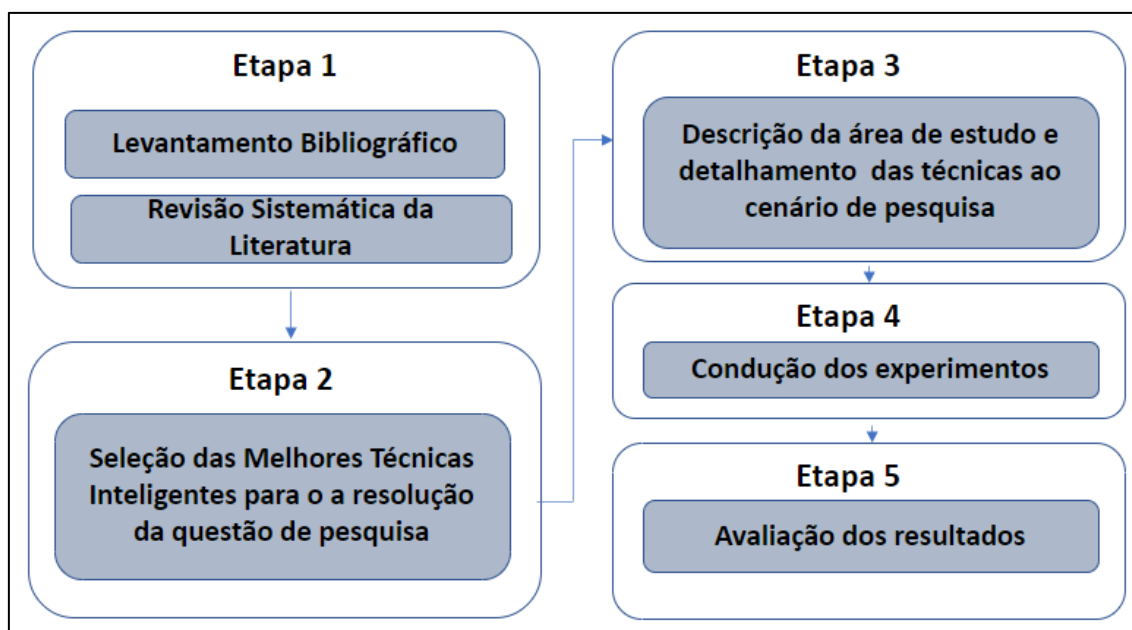 Etapa 1
Levantamento Bibliográfico
Revisão Sistemática da
Literatura
Etapa 2
Seleção das Melhores Técnicas
Inteligentes para o a resolução
da questão de pesquisa
Etapa 3
Descrição da área de estudo e
detalhamento das técnicas ao
cenário de pesquisa
Etapa 4
Condução dos experimentos
Etapa 5
Avaliação dos resultados